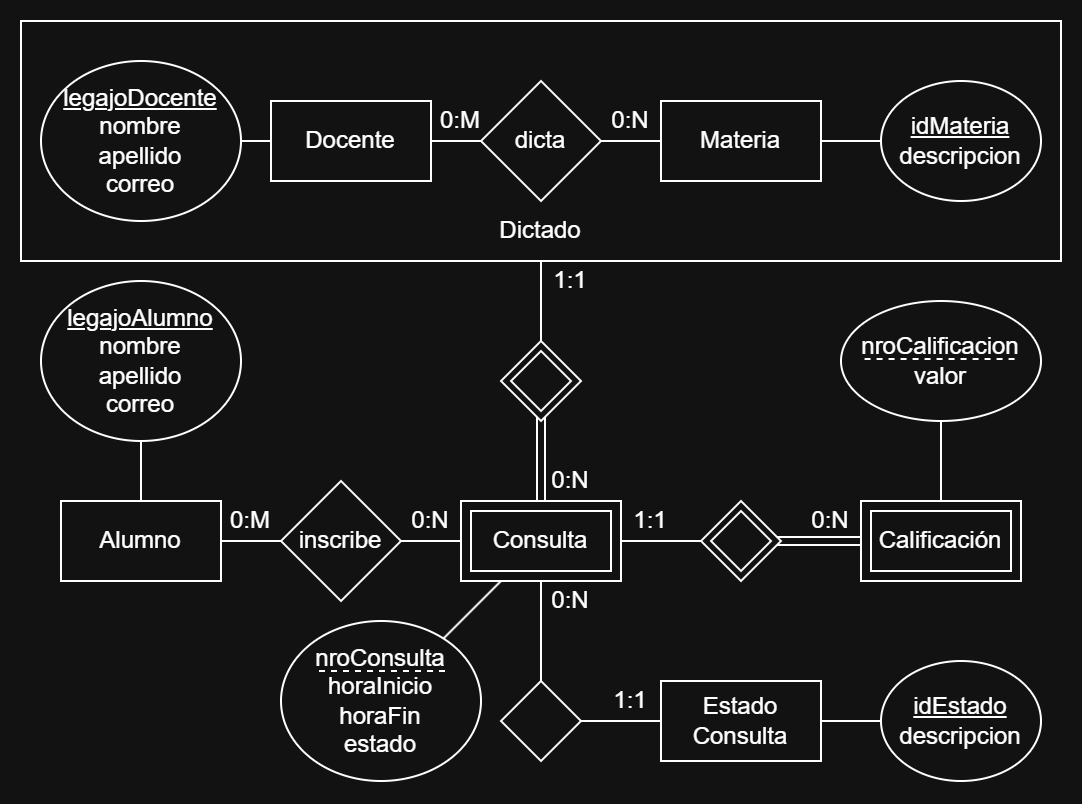 legajoDocente
nombre
apellido
correo
Docente
0:M
dicta
0:N
Materia
idMateria
descripcion
Dictado
1:1
legajoAlumno
nombre
apellido
correo
nroCalificacion
valor
0:N
Alumno
0:M
inscribe
0:N
Consulta
1:1
0:N
Calificación
0:N
nroConsulta
horaInicio
horaFin
estado
1:1
Estado
Consulta
idEstado
descripcion